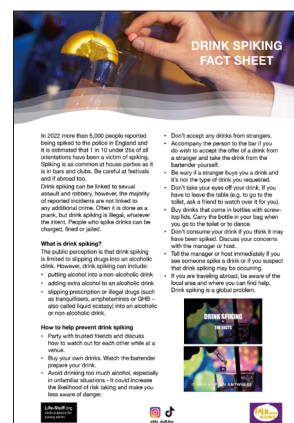 DRINK SPIKING
FACT SHEET
In 2022 more than 5,000 people reported
being spiked to the police in England and
it is estimated that 1 in 10 under 25s of all
orientations have been a victim of spiking.
Spiking is as common at house parties as it
is in bars and clubs. Be careful at festivals
and if abroad too.
Drink spiking can be linked to sexual
assault and robbery, however, the majority
of reported incidents are not linked to
any additional crime. Often it is done as a
prank, but drink spiking is illegal, whatever
the intent. People who spike drinks can be
charged, fined or jailed.
What is drink spiking?
The public perception is that drink spiking
is limited to slipping drugs into an alcoholic
drink. However, drink spiking can include:
• putting alcohol into a non-alcoholic drink
• adding extra alcohol to an alcoholic drink
• slipping prescription or illegal drugs (such
as tranquilisers, amphetamines or GHB –
also called liquid ecstasy) into an alcoholic
or non-alcoholic drink.
How to help prevent drink spiking
• Party with trusted friends and discuss
how to watch out for each other while at a
venue.
• Buy your own drinks. Watch the bartender
prepare your drink.
• Avoid drinking too much alcohol, especially
in unfamiliar situations - it could increase
the likelihood of risk taking and make you
less aware of danger.
• Don't accept any drinks from strangers.
• Accompany the person to the bar if you
do wish to accept the offer of a drink from
a stranger and take the drink from the
bartender yourself.
• Be wary if a stranger buys you a drink and
it's not the type of drink you requested.
• Don't take your eyes off your drink, If you
have to leave the table (e.g. to go to the
toilet, ask a friend to watch it for you).
• Buy drinks that come in bottles with screw-
top lids. Carry the bottle in your bag when
you go to the toilet or to dance.
• Don't consume your drink if you think it may
have been spiked. Discuss your concerns
with the manager or host.
• Tell the manager or host immediately if you
see someone spike a drink or if you suspect
that drink spiking may be occurring.
• If you are traveling abroad, be aware of the
local area and where you can find help.
Drink spiking is a global problem.
DRINK SPIKING
THE FACTS
IT CAN HAPPEN ANYWHERE
Life-Stuff.org
facts & advice for
young adults
TALK